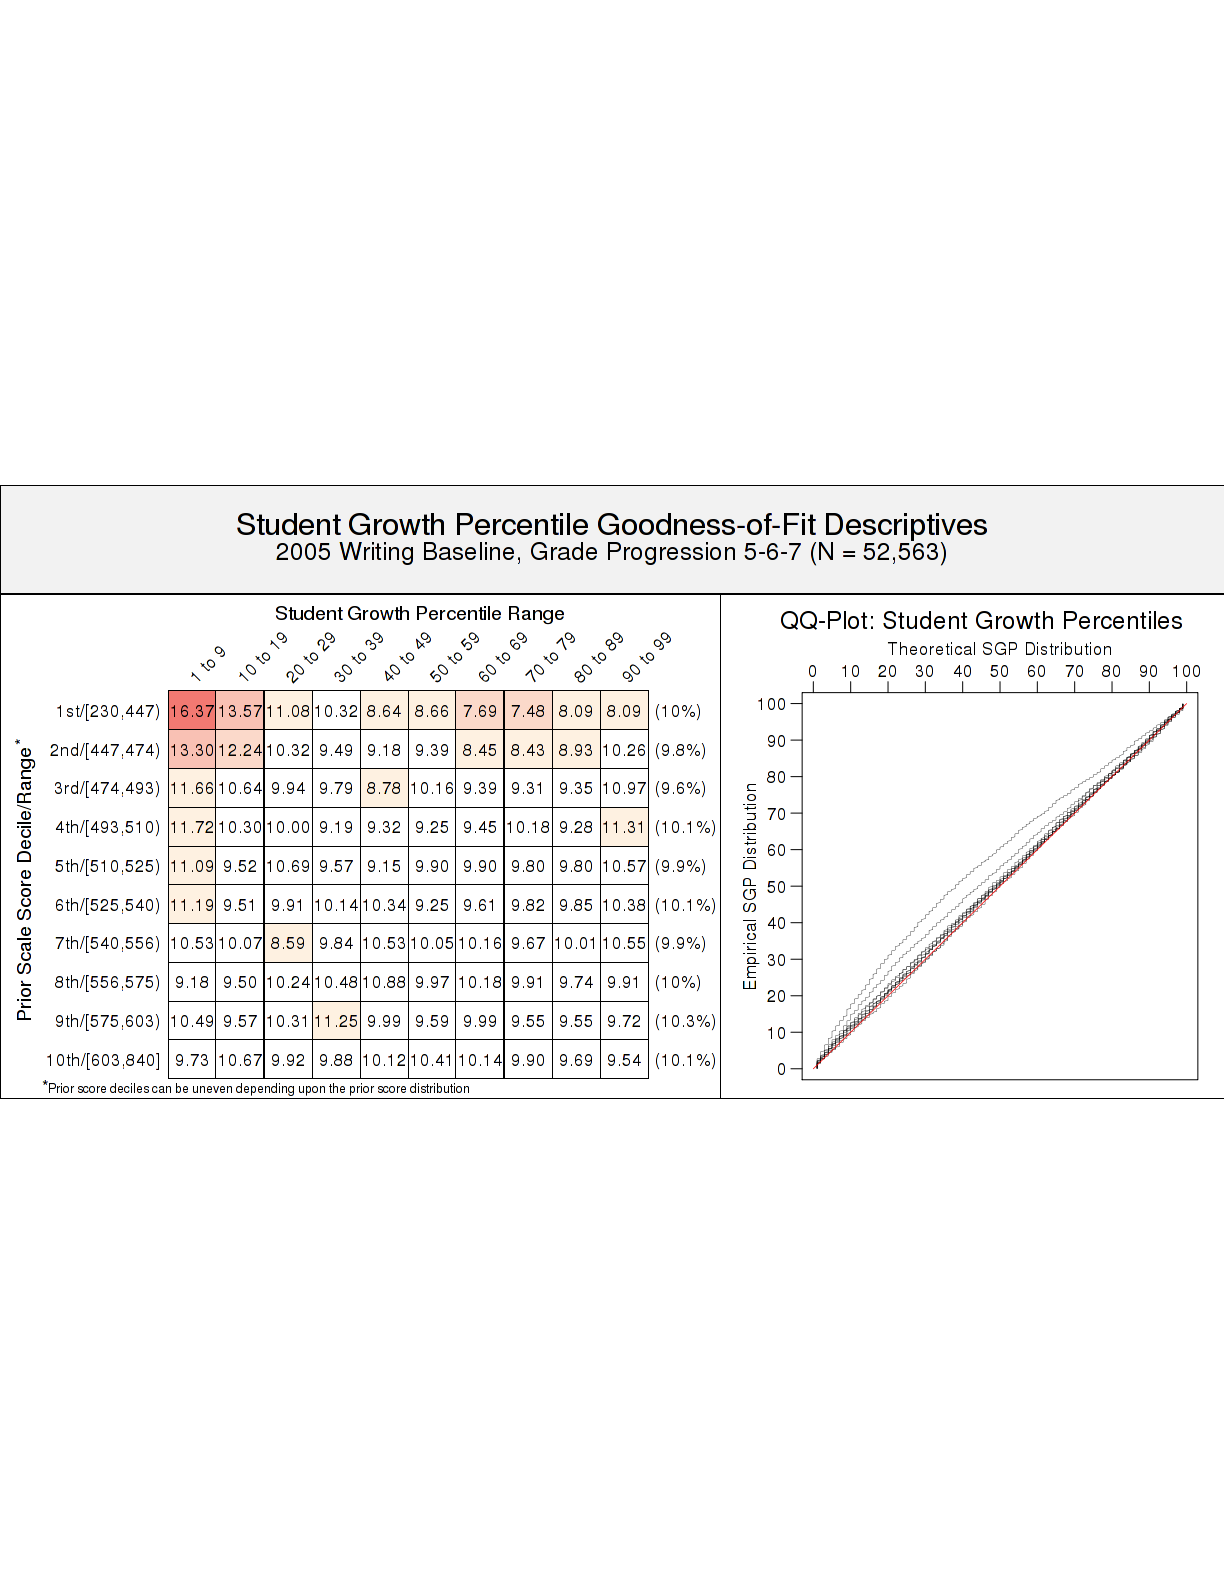 Student Growth Percentile Goodness-of-Fit Descriptives
2005 Writing Baseline, Grade Progression 5-6-7 (N = 52,563)
Student Growth Percentile Range
1 to 9 10 to 19 20 to 29 30 to 39 40 to 49 50 to 59 60 to 69 70 to 79 80 to 89 90 to 99
Prior Scale Score Decile/Range*
1st/[230,447) 16.37 13.57 11.08 10.32 8.64 8.66 7.69 7.48 8.09 8.09 (10%)
2nd/[447,474) 13.30 12.24 10.32 9.49 9.18 9.39 8.45 8.43 8.93 10.26 (9.8%)
3rd/[474,493) 11.66 10.64 9.94 9.79 8.78 10.16 9.39 9.31 9.35 10.97 (9.6%)
4th/[493,510) 11.72 10.30 10.00 9.19 9.32 9.25 9.45 10.18 9.28 11.31 (10.1%)
5th/[510,525) 11.09 9.52 10.69 9.57 9.15 9.90 9.90 9.80 9.80 10.57 (9.9%)
6th/[525,540) 11.19 9.51 9.91 10.14 10.34 9.25 9.61 9.82 9.85 10.38 (10.1%)
7th/[540,556) 10.53 10.07 8.59 9.84 10.53 10.05 10.16 9.67 10.01 10.55 (9.9%)
8th/[556,575) 9.18 9.50 10.24 10.48 10.88 9.97 10.18 9.91 9.74 9.91 (10%)
9th/[575,603) 10.49 9.57 10.31 11.25 9.99 9.59 9.99 9.55 9.55 9.72 (10.3%)
10th/[603,840] 9.73 10.67 9.92 9.88 10.12 10.41 10.14 9.90 9.69 9.54 (10.1%)
*Prior score deciles can be uneven depending upon the prior score distribution
QQ-Plot: Student Growth Percentiles
Theoretical SGP Distribution
0 10 20 30 40 50 60 70 80 90 100
Empirical SGP Distribution
100
90
80
70
60
50
40
30
20
10
0